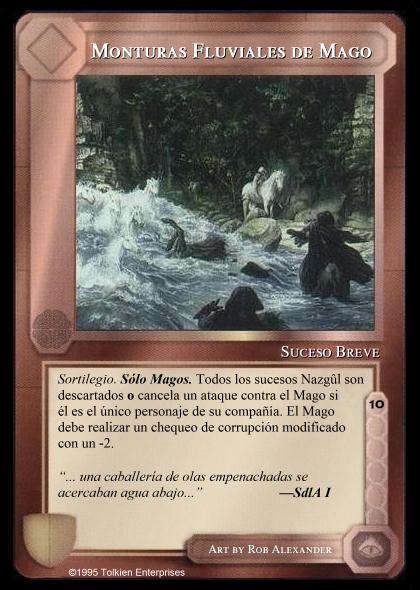 Monturas Fluviales de Mago
Suceso Breve
Sortilegio. Sólo Magos. Todos los sucesos Nazgûl son
descartados o cancela un ataque contra el Mago si
él es el único personaje de su compañía. El Mago
debe realizar un chequeo de corrupción modificado
con un -2.
10
“... una caballería de olas empenachadas se
acercaban agua abajo...” —SdlA I
Art by Rob Alexander
©1995 Tolkien Enterprises